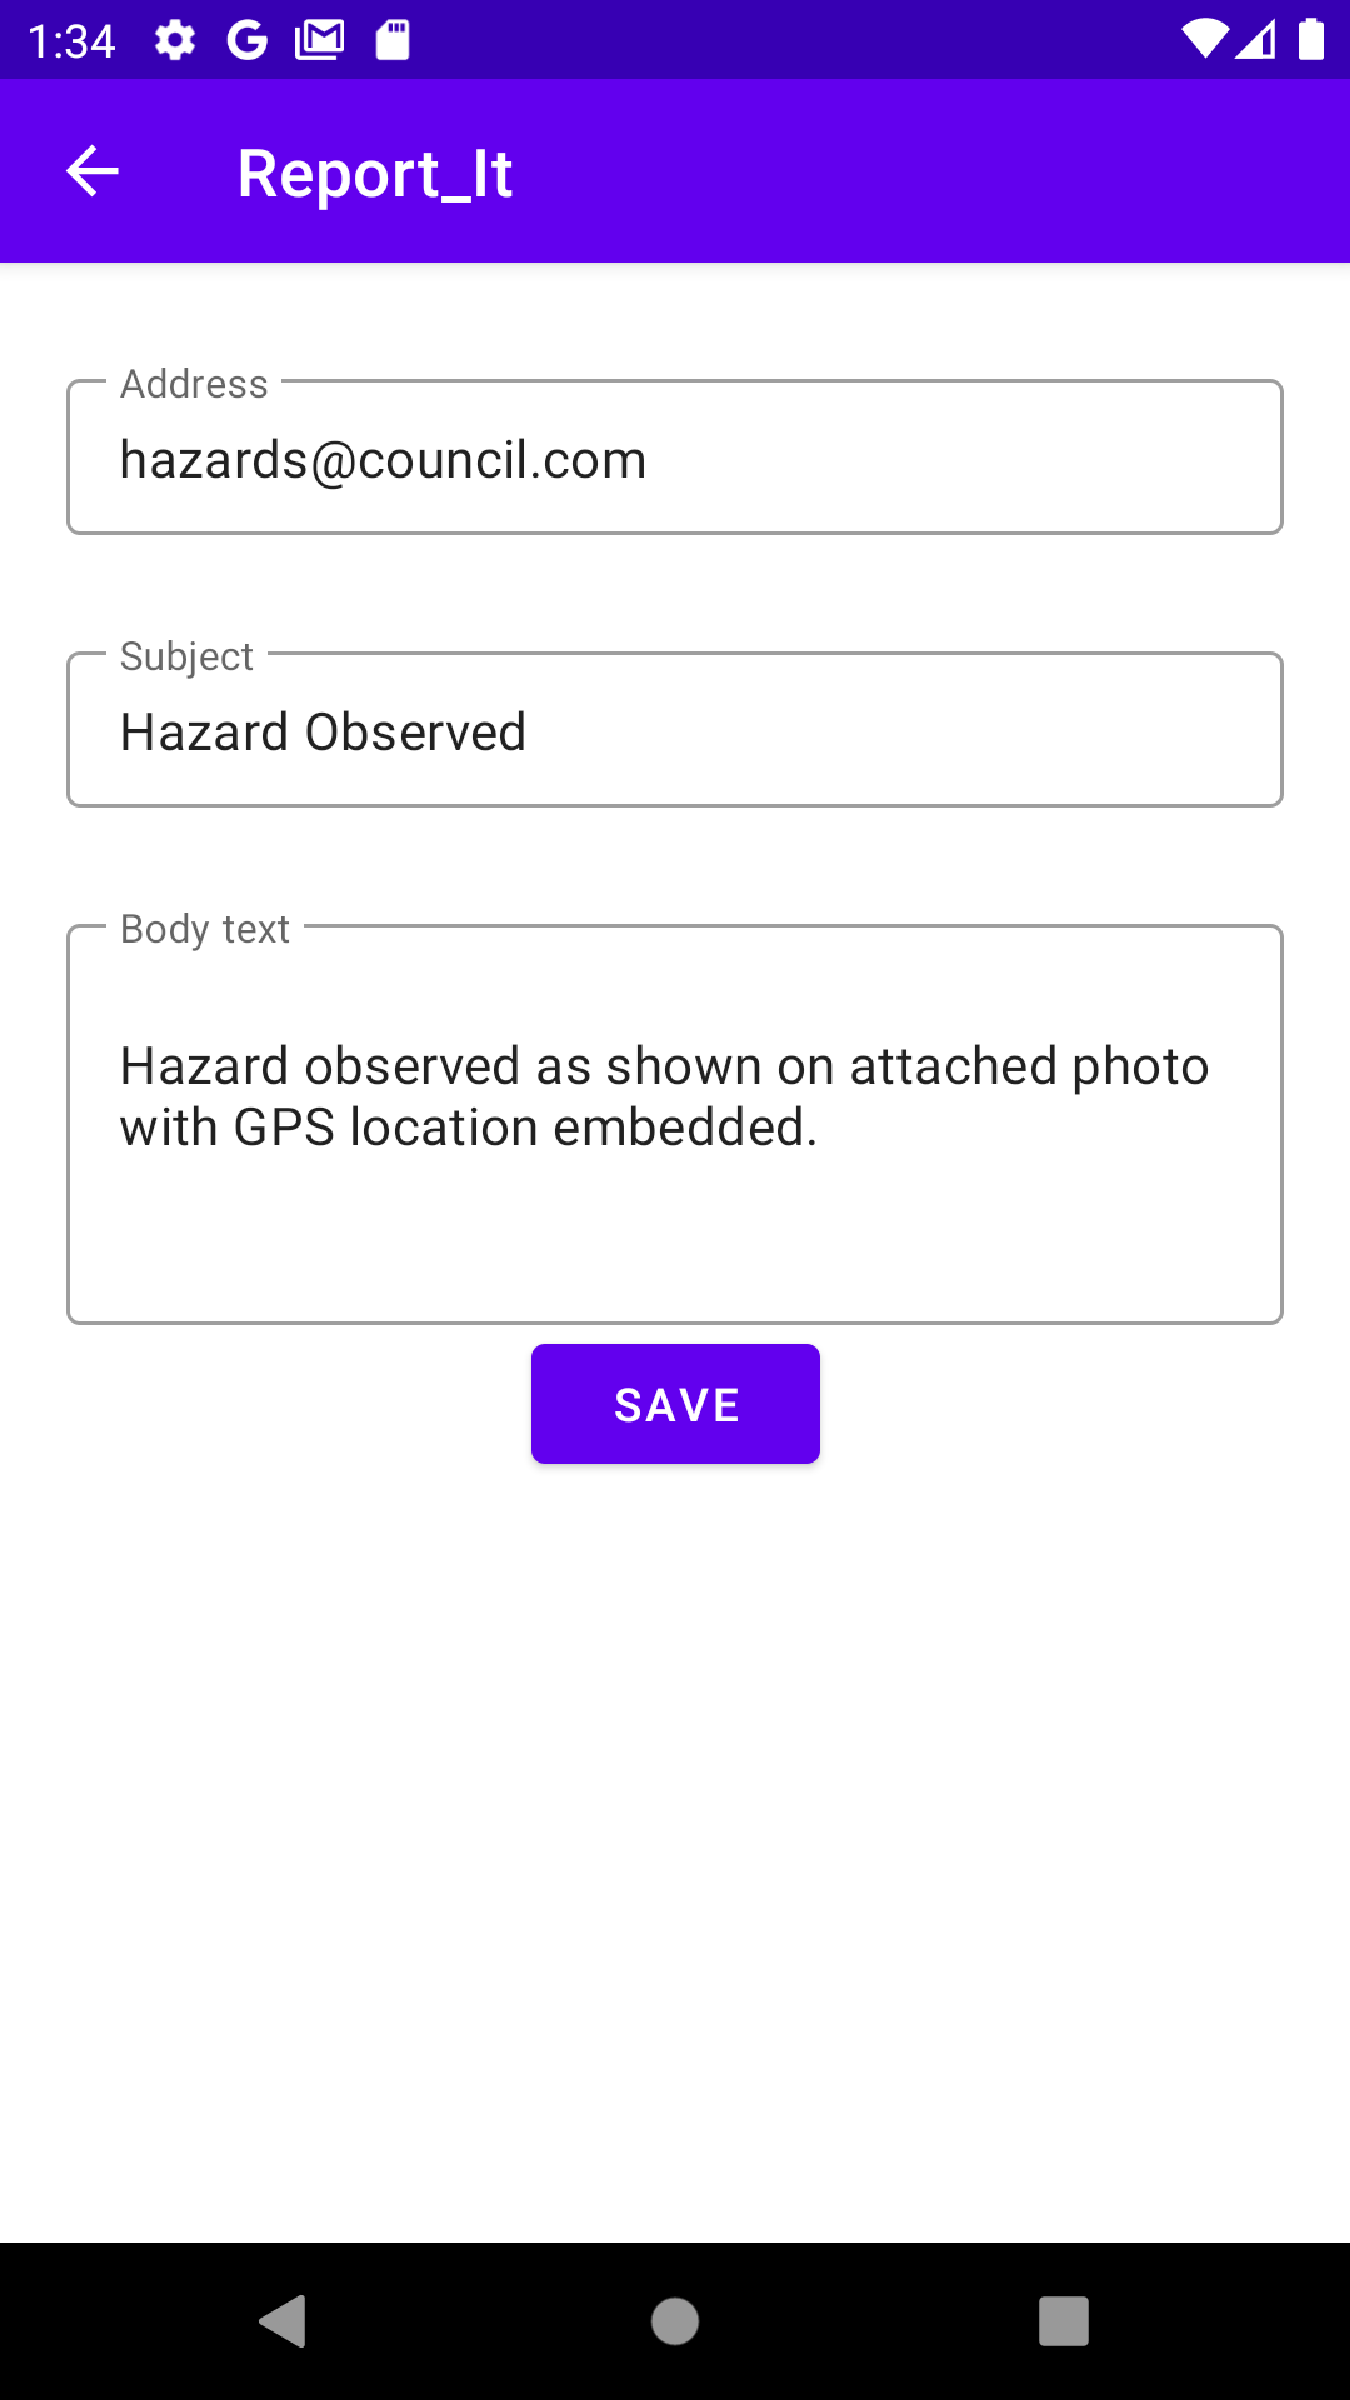 1:34
Report_It
Address
hazards@council.com
Subject
Hazard Observed
Body text
Hazard observed as shown on attached photo
with GPS location embedded.
SAVE